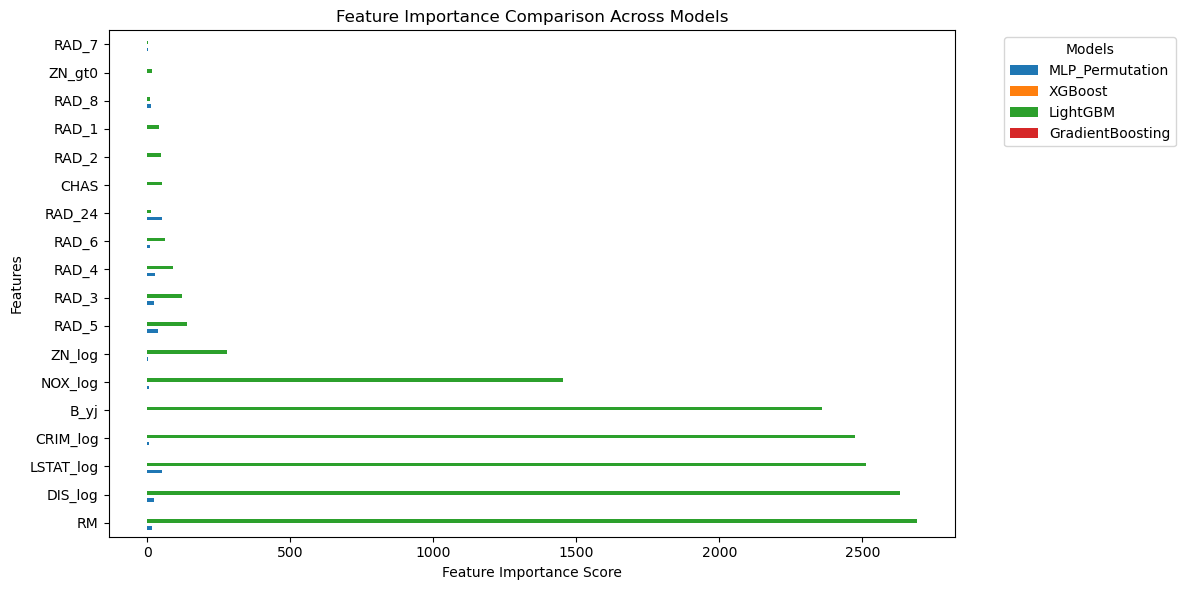 Feature Importance Comparison Across Models
Features
RAD_7
ZN_gt0
RAD_8
RAD_1
RAD_2
CHAS
RAD_24
RAD_6
RAD_4
RAD_3
RAD_5
ZN_log
NOX_log
B_yj
CRIM_log
LSTAT_log
DIS_log
RM
0 500 1000 1500 2000 2500
Feature Importance Score
Models
MLP_Permutation
XGBoost
LightGBM
GradientBoosting